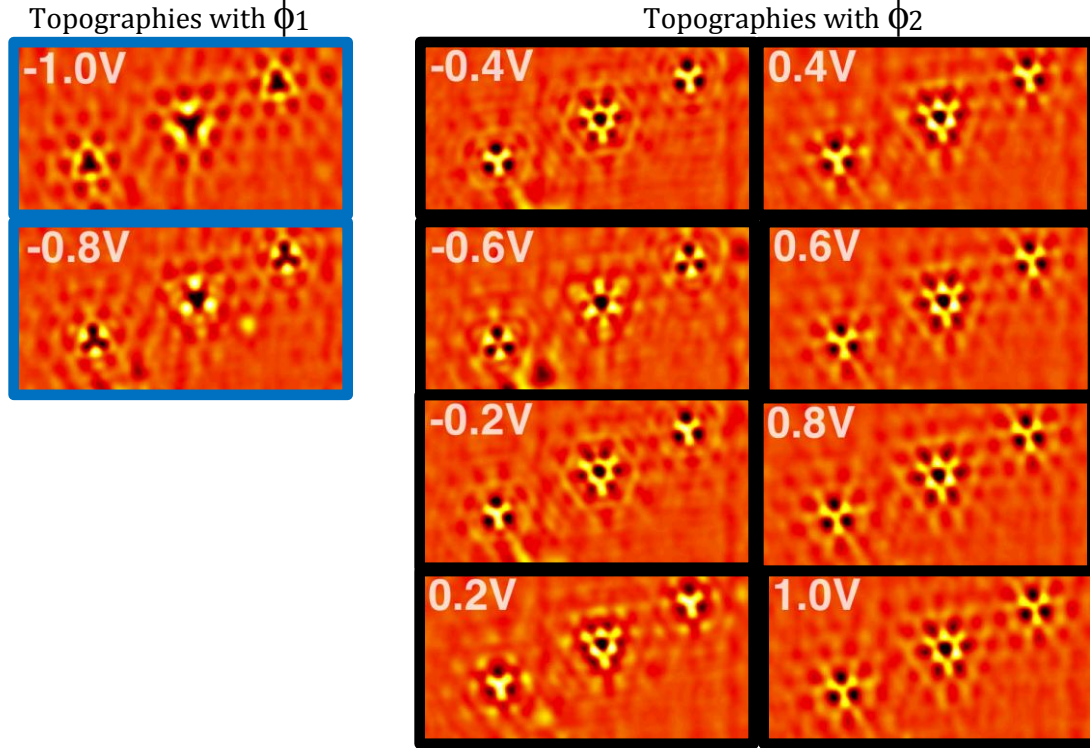 Topographies with ϕ1
Topographies with ϕ2
-1.0V
-0.8V
-0.4V
0.4V
-0.6V
0.6V
-0.2V
0.8V
0.2V
1.0V